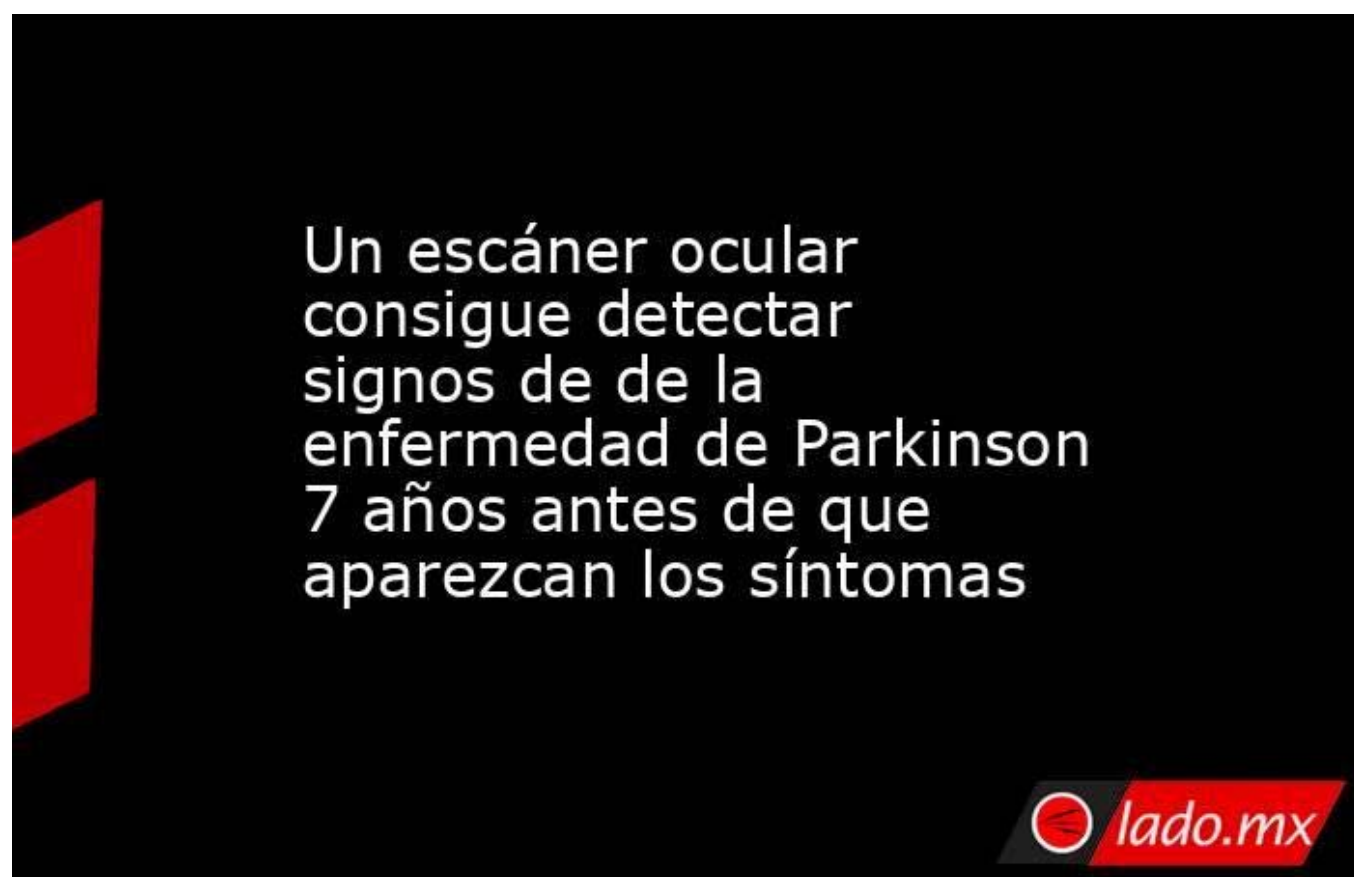 Un escáner ocular
consigue detectar
signos de de la
enfermedad de Parkinson
7 años antes de que
aparezcan los síntomas
lado.mx